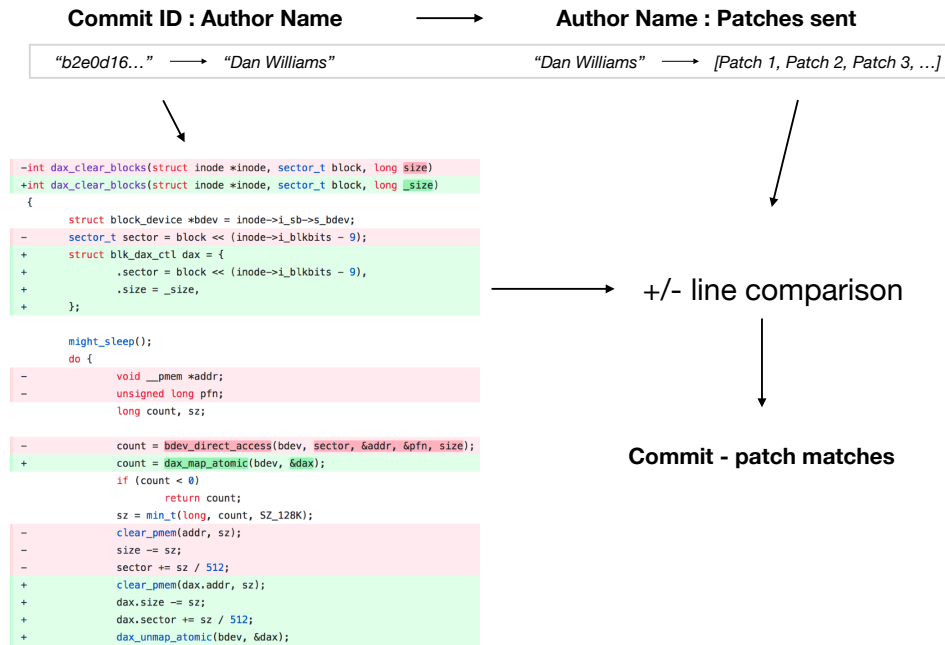 Commit ID : Author Name
Author Name : Patches sent
“b2e0d16…”
“Dan Williams”
“Dan Williams”
[Patch 1, Patch 2, Patch 3, …]
-int dax_clear_blocks(struct inode *inode, sector_t block, long size)
+int dax_clear_blocks(struct inode *inode, sector_t block, long _size)
{
struct block_device *bdev = inode->i_sb->s_bdev;
- sector_t sector = block << (inode->i_blkbits - 9);
+ struct blk_dax_ctl dax = {
+ .sector = block << (inode->i_blkbits - 9),
+ .size = _size,
+ };
might_sleep();
do {
- void __pmem *addr;
- unsigned long pfn;
long count, sz;
- count = bdev_direct_access(bdev, sector, &addr, &pfn, size);
+ count = dax_map_atomic(bdev, &dax);
if (count < 0)
return count;
sz = min_t(long, count, SZ_128K);
- clear_pmem(addr, sz);
- size -= sz;
- sector += sz / 512;
+ clear_pmem(dax.addr, sz);
+ dax.size -= sz;
+ dax.sector += sz / 512;
+ dax_unmap_atomic(bdev, &dax);
+/- line comparison
Commit - patch matches